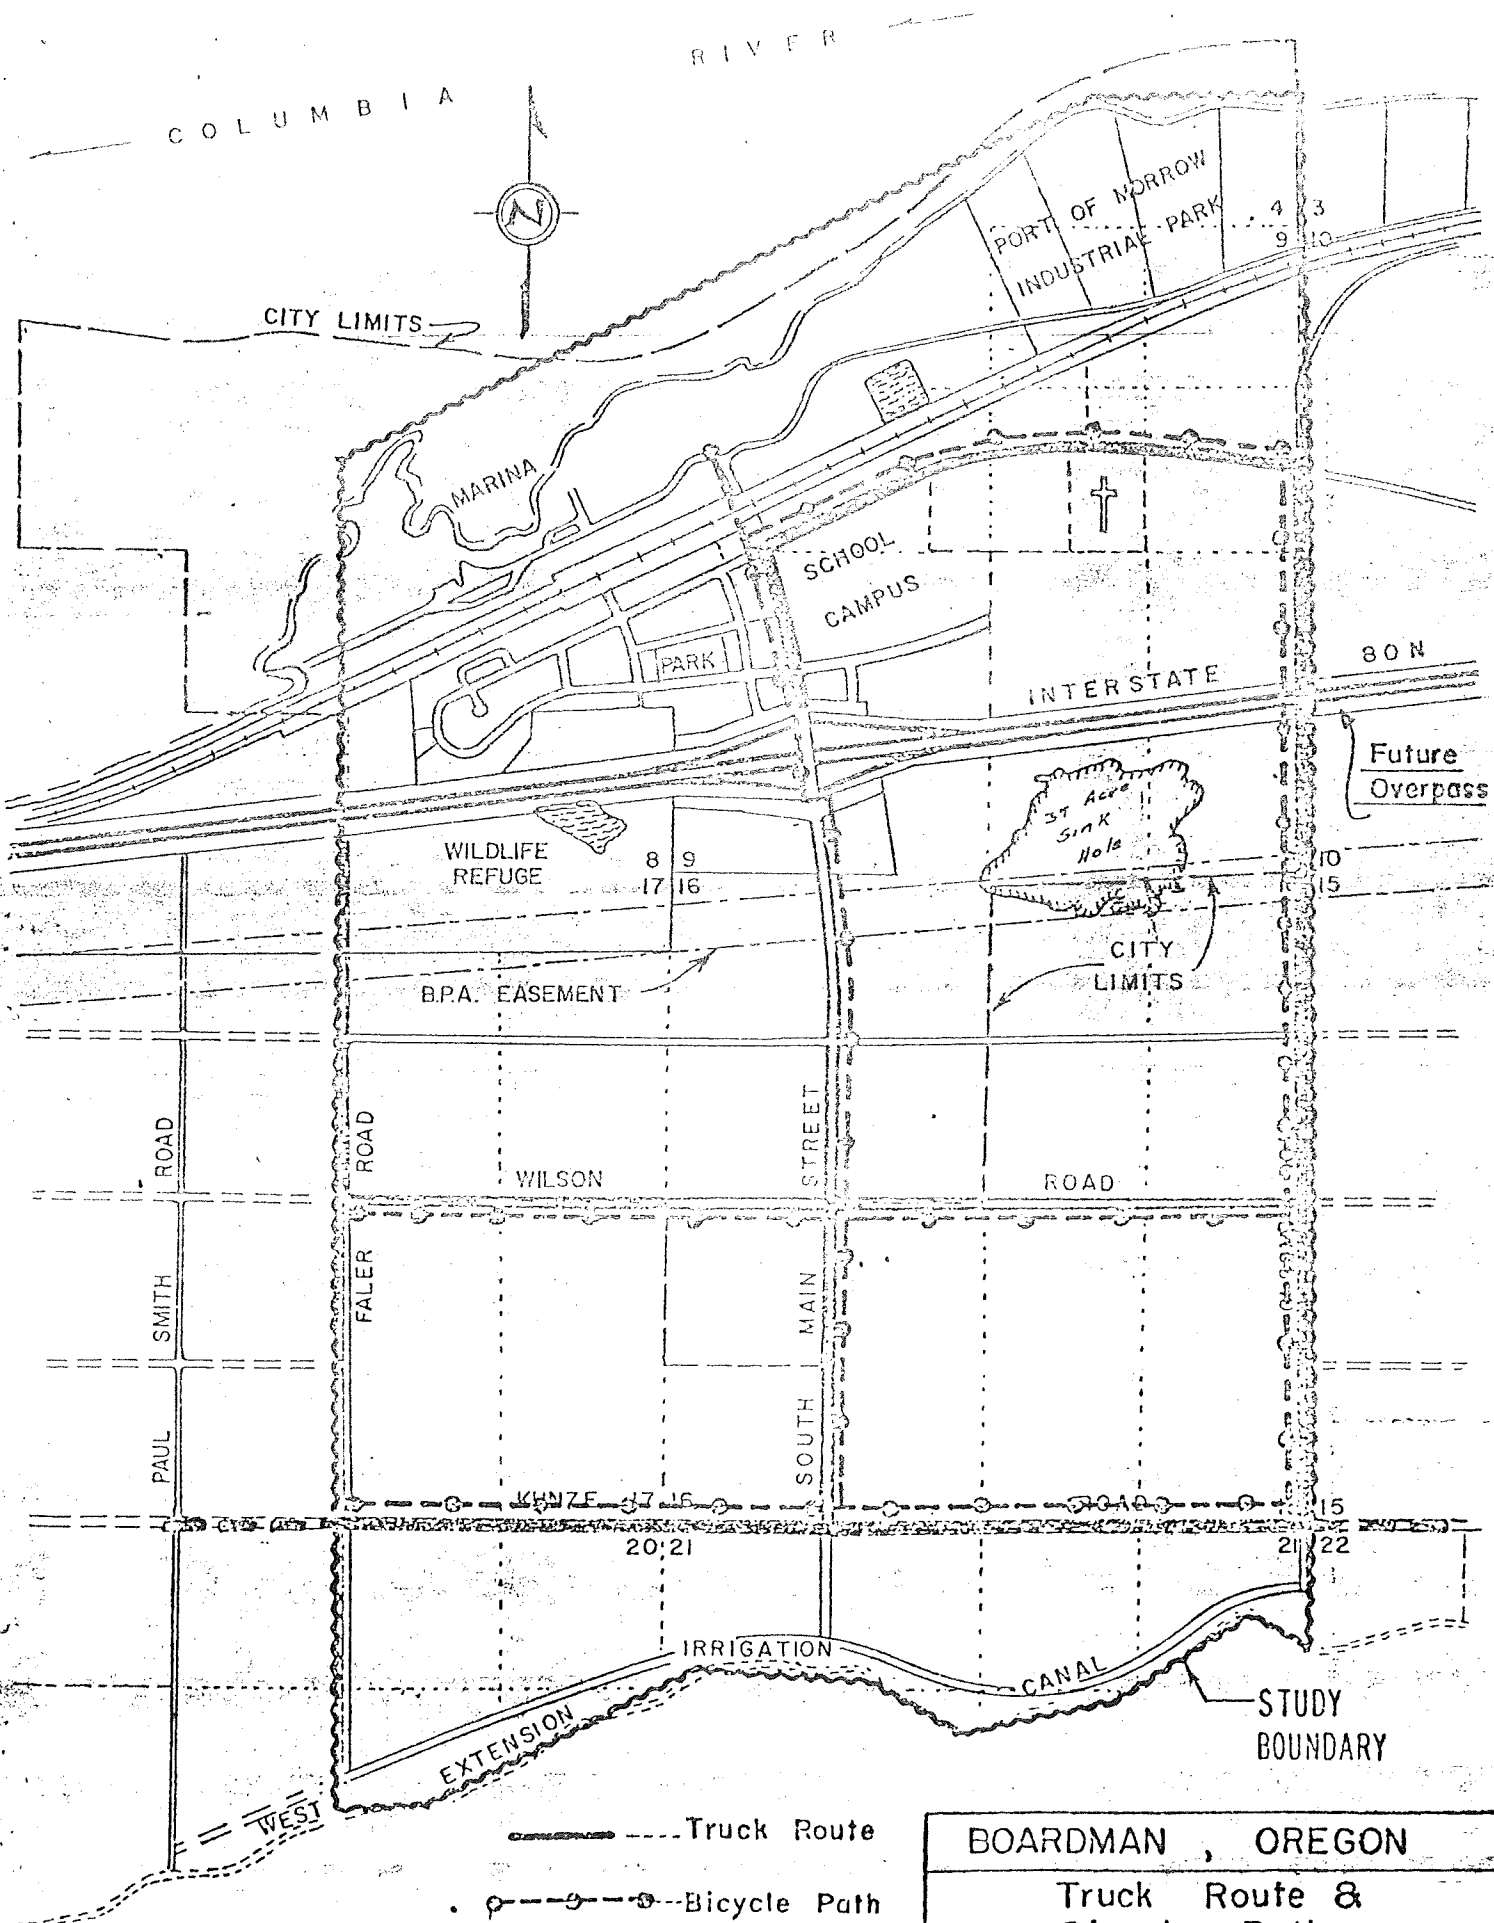 COLUMBIA RIVER
N
CITY LIMITS
PORT OF MORROW
INDUSTRIAL PARK
4 3
9 10
MARINA
SCHOOL
CAMPUS
PARK
INTERSTATE 80 N
Future
Overpass
37 Acre
Sink
Hole
WILDLIFE
REFUGE
8 9
17 16
10
15
CITY
LIMITS
B.P.A. EASEMENT
PAUL SMITH ROAD
FALER ROAD
SOUTH MAIN STREET
WILSON ROAD
KUNZE 17 16 ROAD
15
20 21
21 22
WEST EXTENSION IRRIGATION CANAL
STUDY
BOUNDARY
Truck Route
Bicycle Path
BOARDMAN , OREGON
Truck Route &